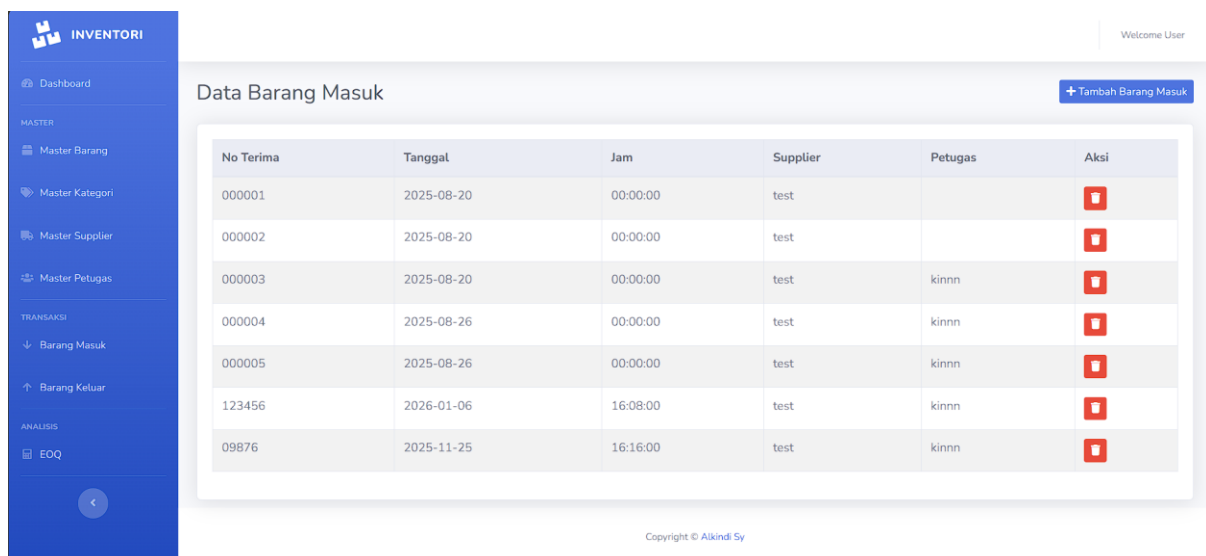 INVENTORI
Welcome User
Dashboard
MASTER
Master Barang
Master Kategori
Master Supplier
Master Petugas
TRANSAKSI
Barang Masuk
Barang Keluar
ANALISIS
EOQ
Data Barang Masuk
+ Tambah Barang Masuk
No Terima Tanggal Jam Supplier Petugas Aksi
000001 2025-08-20 00:00:00 test
000002 2025-08-20 00:00:00 test
000003 2025-08-20 00:00:00 test kinnn
000004 2025-08-26 00:00:00 test kinnn
000005 2025-08-26 00:00:00 test kinnn
123456 2026-01-06 16:08:00 test kinnn
09876 2025-11-25 16:16:00 test kinnn
Copyright © Alkindi Sy